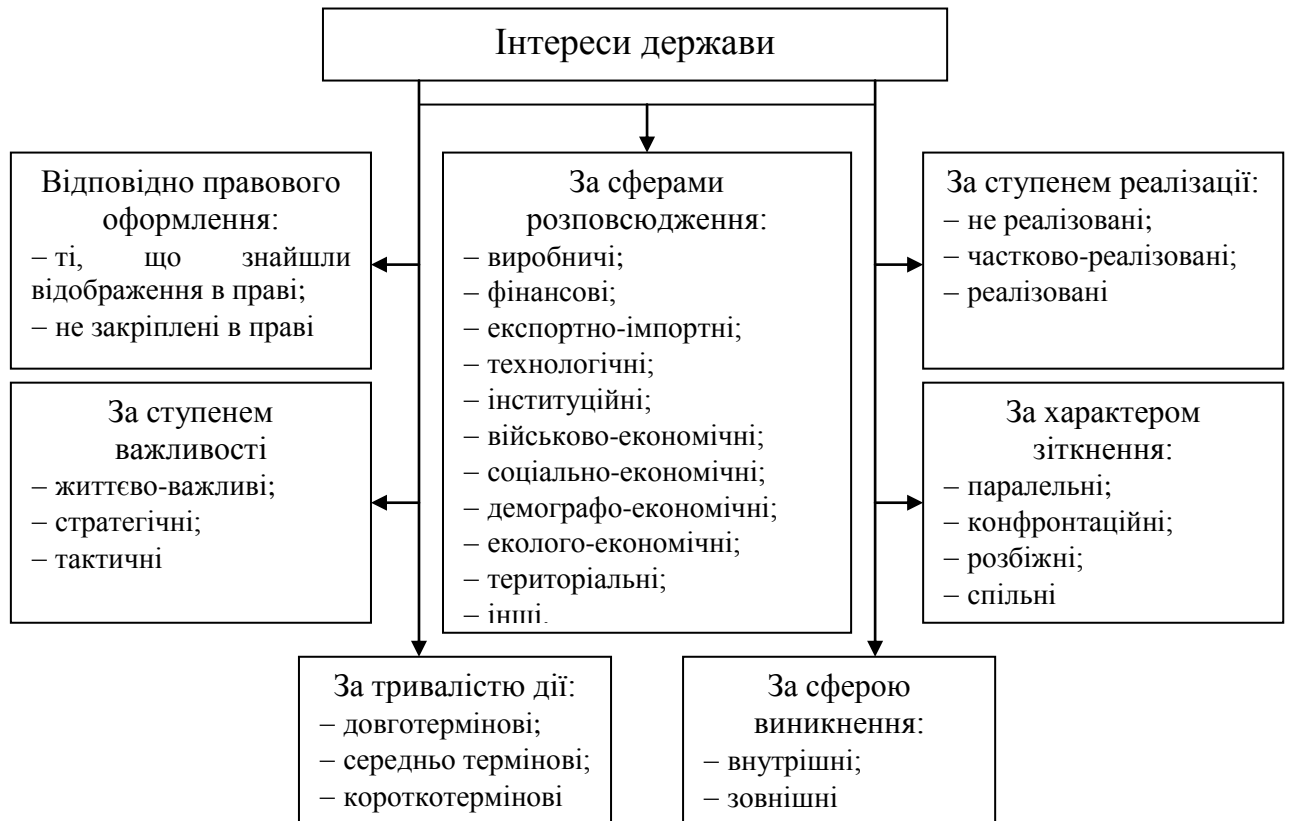 Інтереси держави
Відповідно правового
оформлення:
– ті, що знайшли
відображення в праві;
– не закріплені в праві
За сферами
розповсюдження:
– виробничі;
– фінансові;
– експортно-імпортні;
– технологічні;
– інституційні;
– військово-економічні;
– соціально-економічні;
– демографо-економічні;
– еколого-економічні;
– територіальні;
– інші.
За ступенем реалізації:
– не реалізовані;
– частково-реалізовані;
– реалізовані
За ступенем
важливості
– життєво-важливі;
– стратегічні;
– тактичні
За характером
зіткнення:
– паралельні;
– конфронтаційні;
– розбіжні;
– спільні
За тривалістю дії:
– довготермінові;
– середньо термінові;
– короткотермінові
За сферою
виникнення:
– внутрішні;
– зовнішні